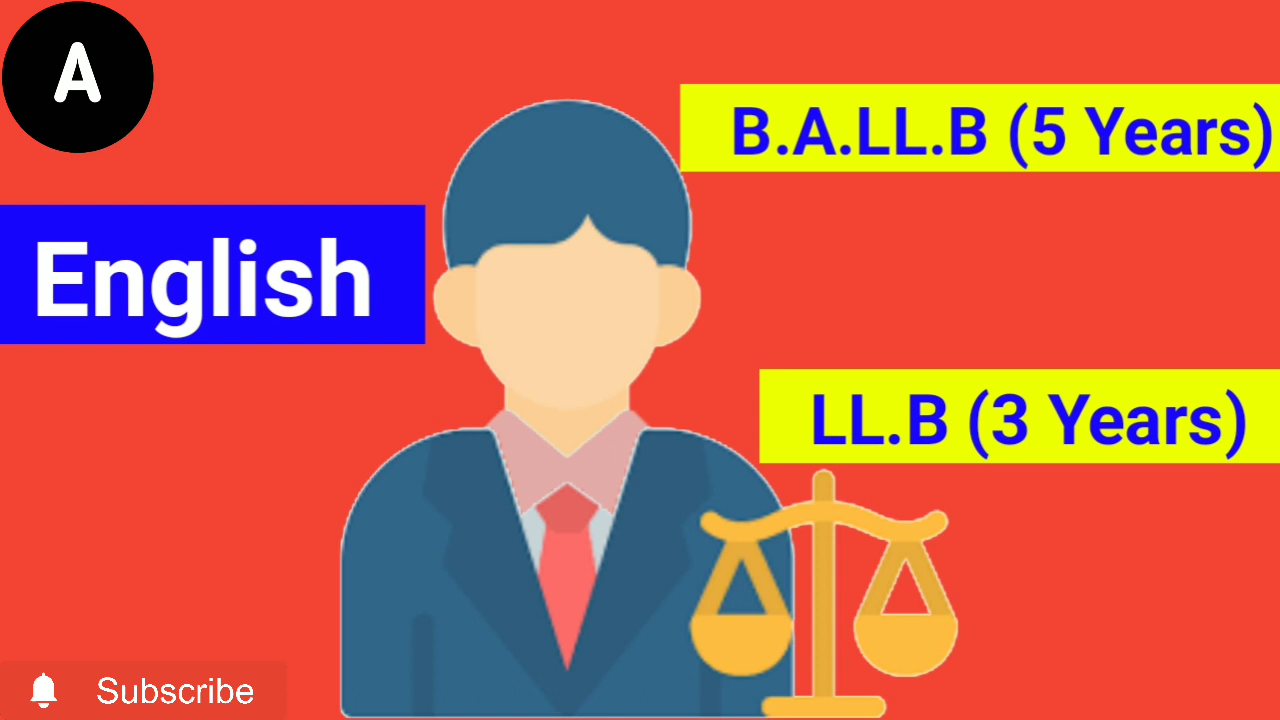 A
B.A.LL.B (5 Years)
English
LL.B (3 Years)
Subscribe